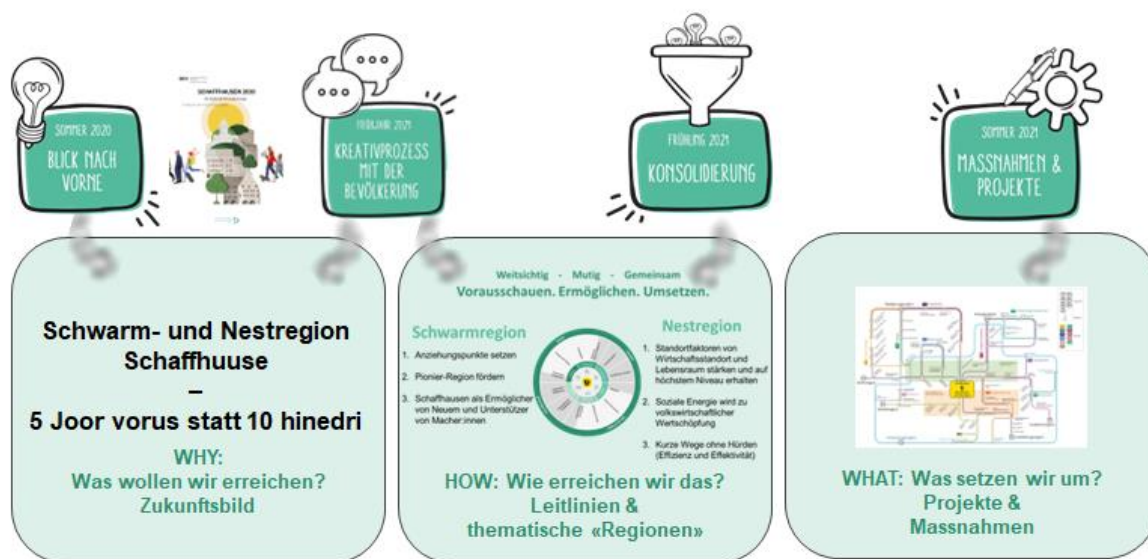 SOMMER 2020
BLICK NACH
VORNE
SCHAFFHAUSEN 2030
FRÜHJAHR 2021
KREATIVPROZESS
MIT DER
BEVÖLKERUNG
FRÜHLING 2021
KONSOLIDIERUNG
SOMMER 2021
MASSNAHMEN &
PROJEKTE
Schwarm- und Nestregion
Schaffhuuse
–
5 Joor vorus statt 10 hinedri
WHY:
Was wollen wir erreichen?
Zukunftsbild
Weitsichtig - Mutig - Gemeinsam
Vorausschauen. Ermöglichen. Umsetzen.
Schwarmregion
1. Anziehungspunkte setzen
2. Pionier-Region fördern
3. Schaffhausen als Ermöglicher
von Neuem und Unterstützer
von Macher:innen
Nestregion
1. Standortfaktoren von
Wirtschaftsstandort und
Lebensraum stärken und auf
höchstem Niveau erhalten
2. Soziale Energie wird zu
volkswirtschaftlicher
Wertschöpfung
3. Kurze Wege ohne Hürden
(Effizienz und Effektivität)
HOW: Wie erreichen wir das?
Leitlinien &
thematische «Regionen»
WHAT: Was setzen wir um?
Projekte &
Massnahmen